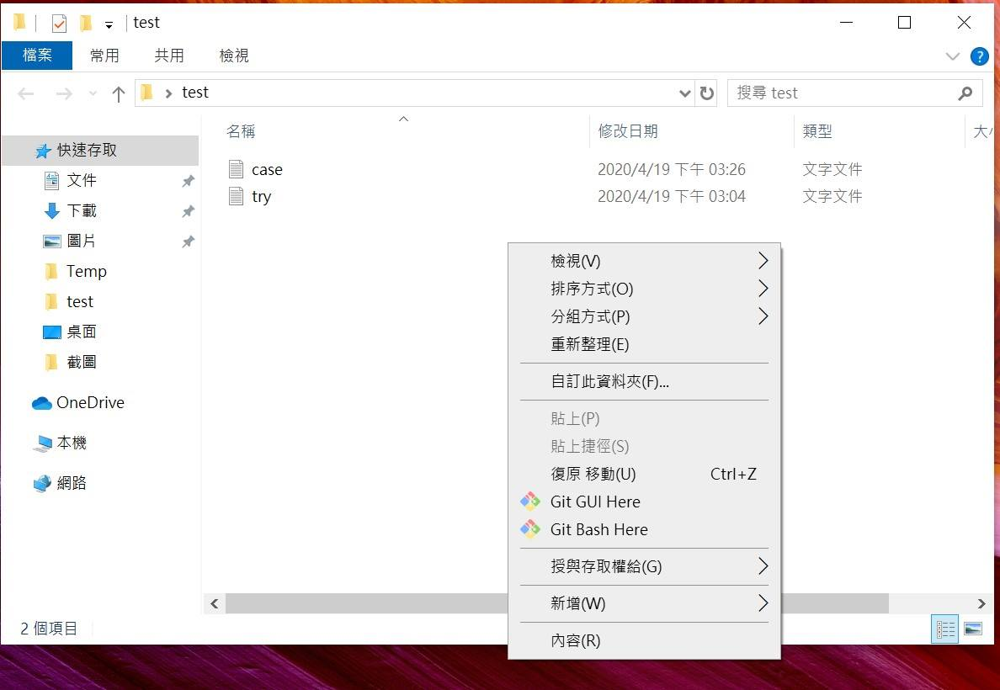 test
檔案 常用 共用 檢視
test 搜尋 test
名稱 修改日期 類型
快速存取
文件
下載
圖片
Temp
test
桌面
截圖
OneDrive
本機
網路
case 2020/4/19 下午 03:26 文字文件
try 2020/4/19 下午 03:04 文字文件
檢視(V)
排序方式(O)
分組方式(P)
重新整理(E)
自訂此資料夾(F)...
貼上(P)
貼上捷徑(S)
復原 移動(U) Ctrl+Z
Git GUI Here
Git Bash Here
授與存取權給(G)
新增(W)
內容(R)
2 個項目